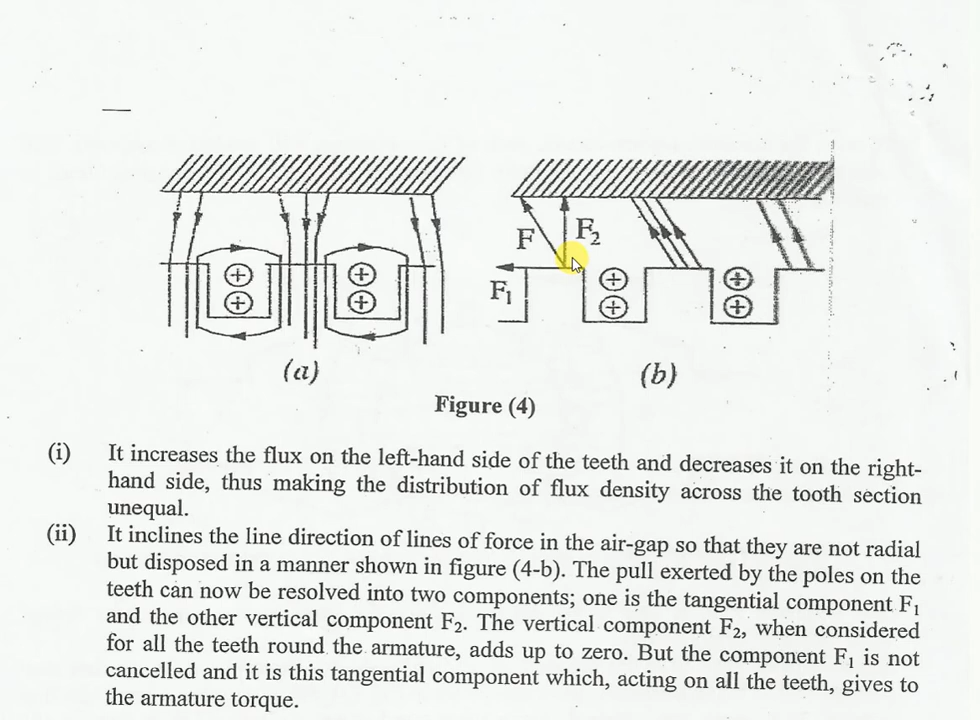 F F₂
F₁
(a) (b)
Figure (4)
(i) It increases the flux on the left-hand side of the teeth and decreases it on the right-
hand side, thus making the distribution of flux density across the tooth section
unequal.
(ii) It inclines the line direction of lines of force in the air-gap so that they are not radial
but disposed in a manner shown in figure (4-b). The pull exerted by the poles on the
teeth can now be resolved into two components; one is the tangential component F₁
and the other vertical component F₂. The vertical component F₂, when considered
for all the teeth round the armature, adds up to zero. But the component F₁ is not
cancelled and it is this tangential component which, acting on all the teeth, gives to
the armature torque.